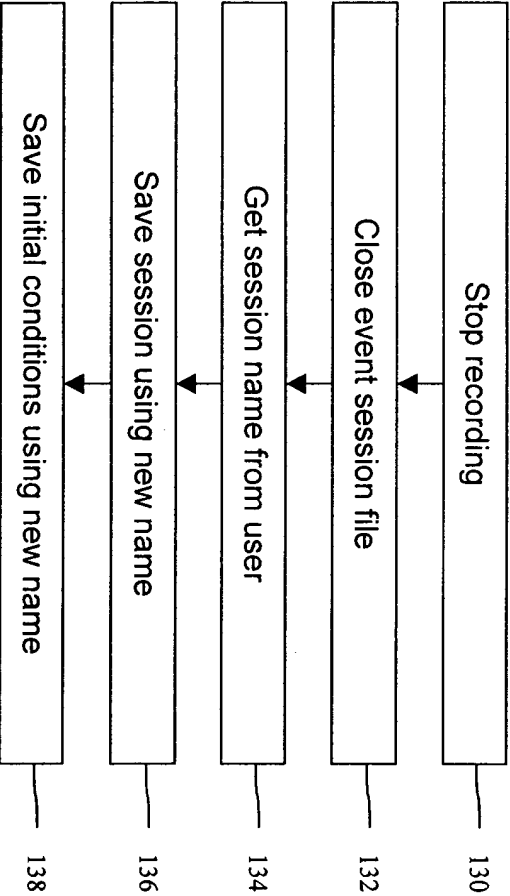 Stop recording
130
Close event session file
132
Get session name from user
134
Save session using new name
136
Save initial conditions using new name
138